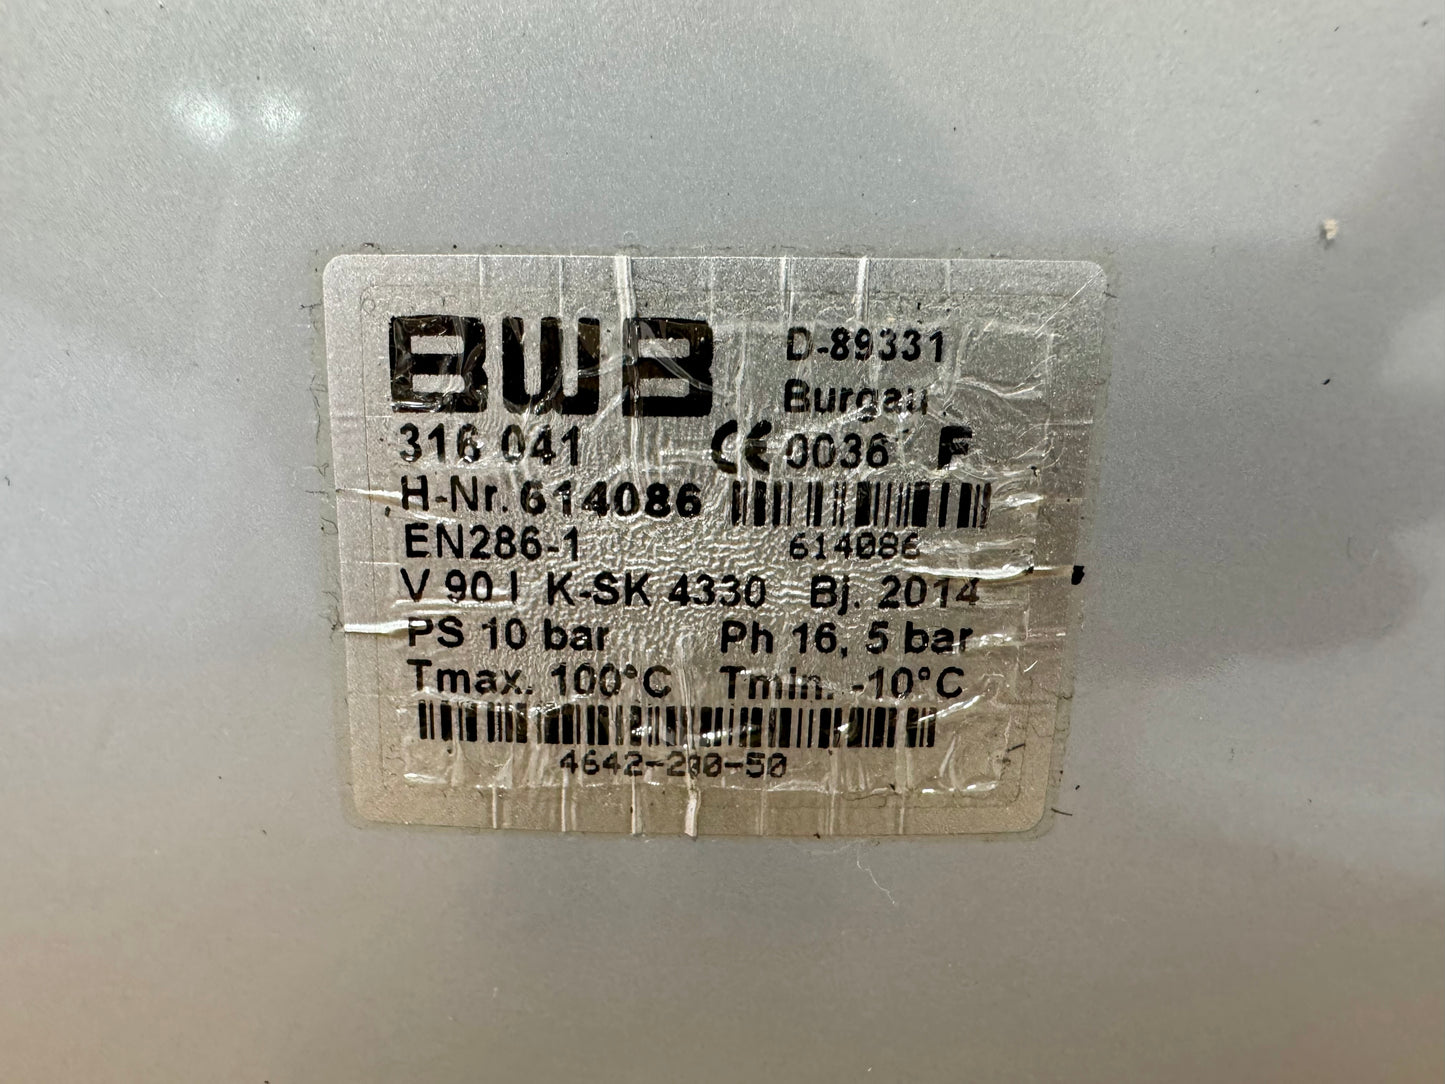 BWB
D-89331
Burgau
316 041 CE 0036 F
H-Nr. 614086
EN286-1 614086
V 90 l K-SK 4330 Bj. 2014
PS 10 bar Ph 16, 5 bar
Tmax. 100°C Tmin. -10°C
4642-200-50